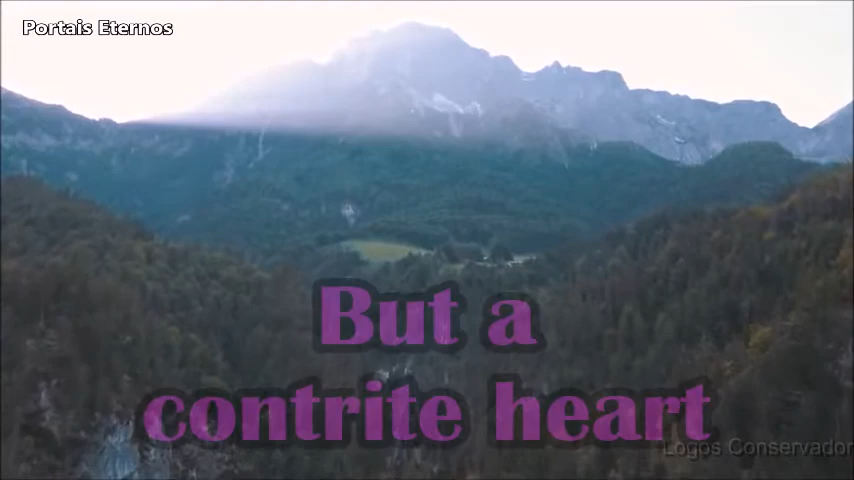 Portais Eternos
But a
contrite heart
Logos Conservador